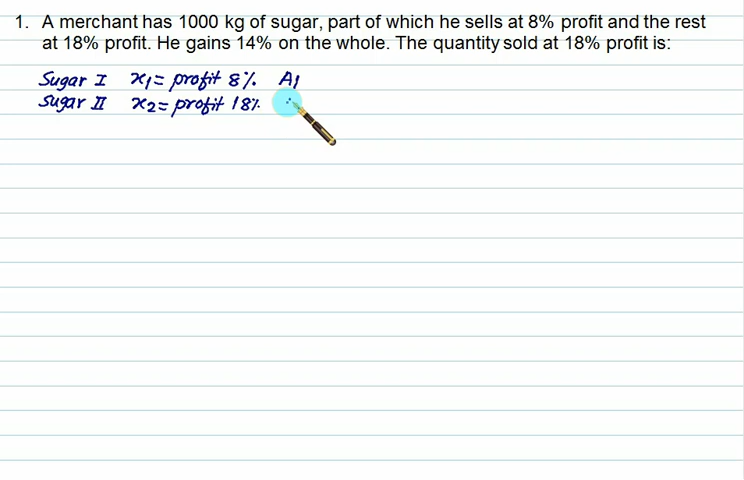 1. A merchant has 1000 kg of sugar, part of which he sells at 8% profit and the rest
at 18% profit. He gains 14% on the whole. The quantity sold at 18% profit is:
Sugar I x1 = profit 8% A1
Sugar II x2 = profit 18%